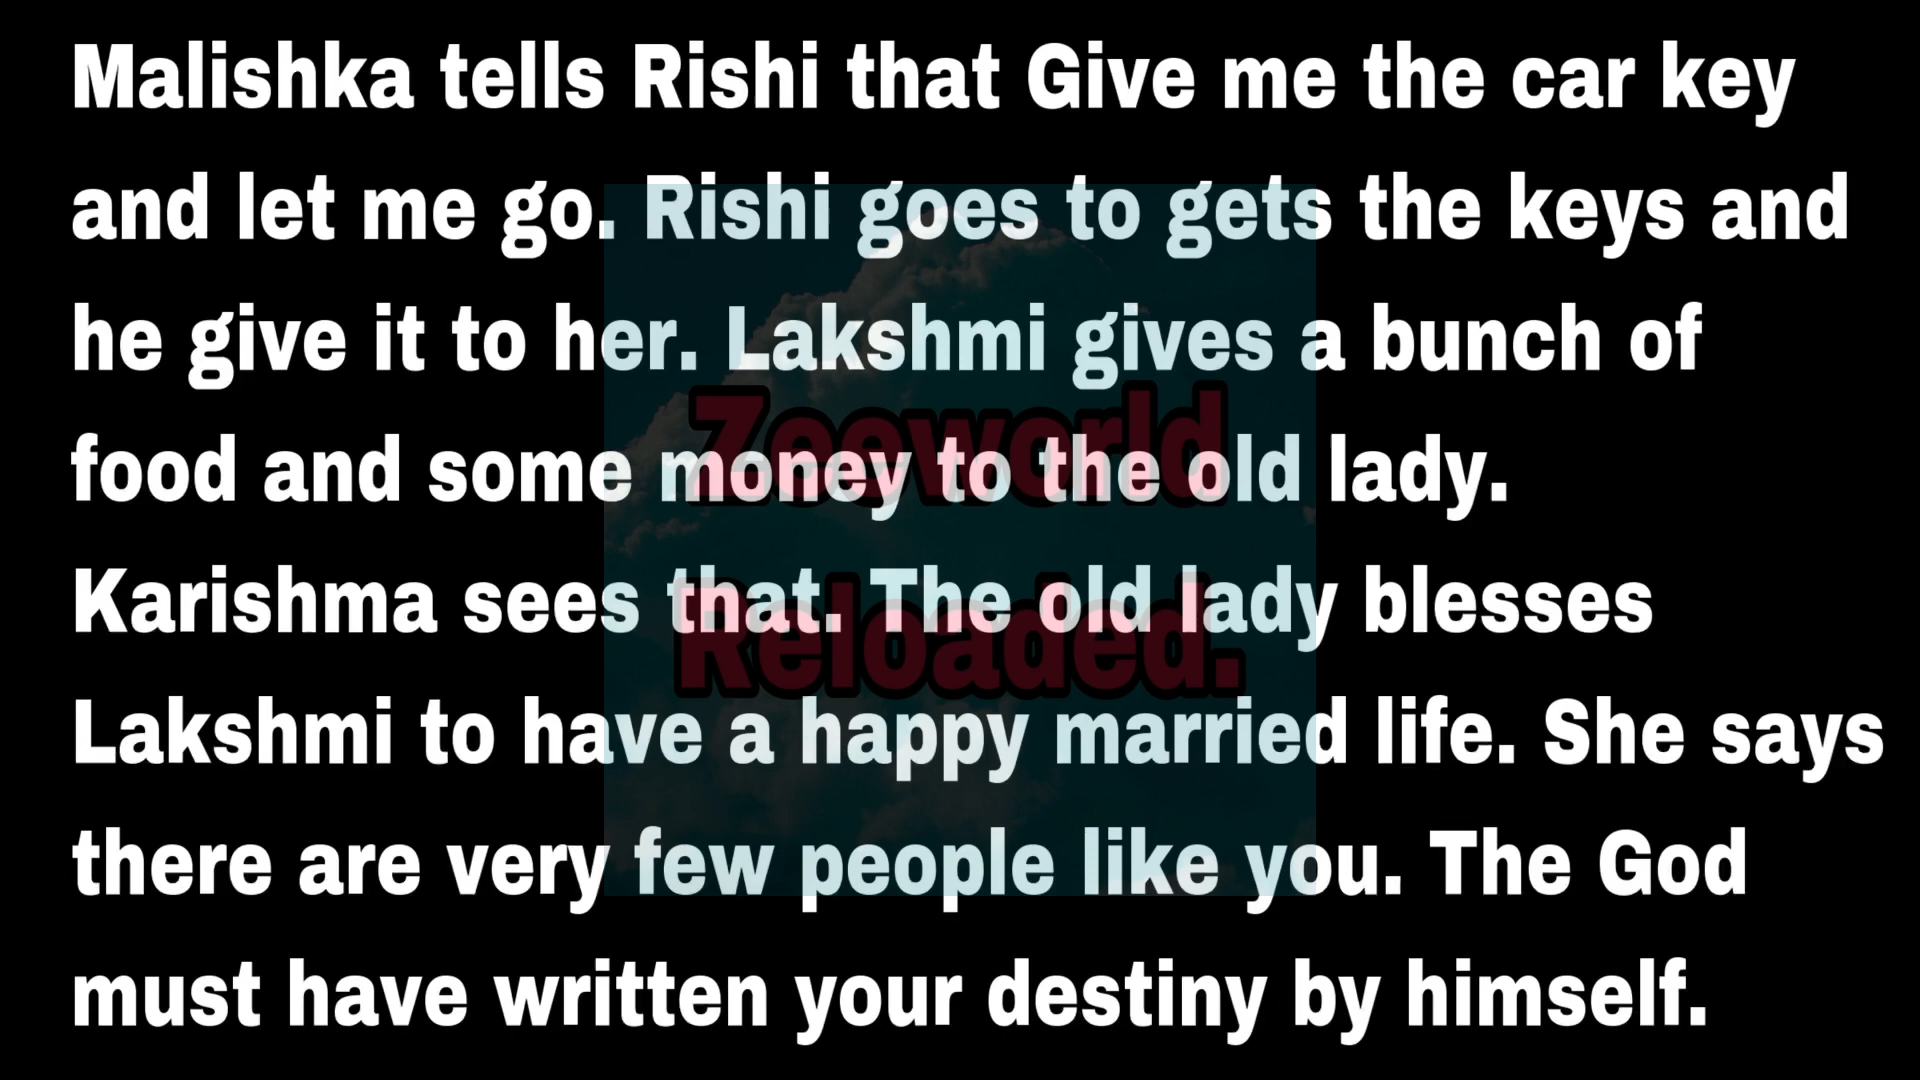 Malishka tells Rishi that Give me the car key
and let me go. Rishi goes to gets the keys and
he give it to her. Lakshmi gives a bunch of
food and some money to the old lady.
Zeeworld
Karishma sees that. The old lady blesses
Reloaded.
Lakshmi to have a happy married life. She says
there are very few people like you. The God
must have written your destiny by himself.